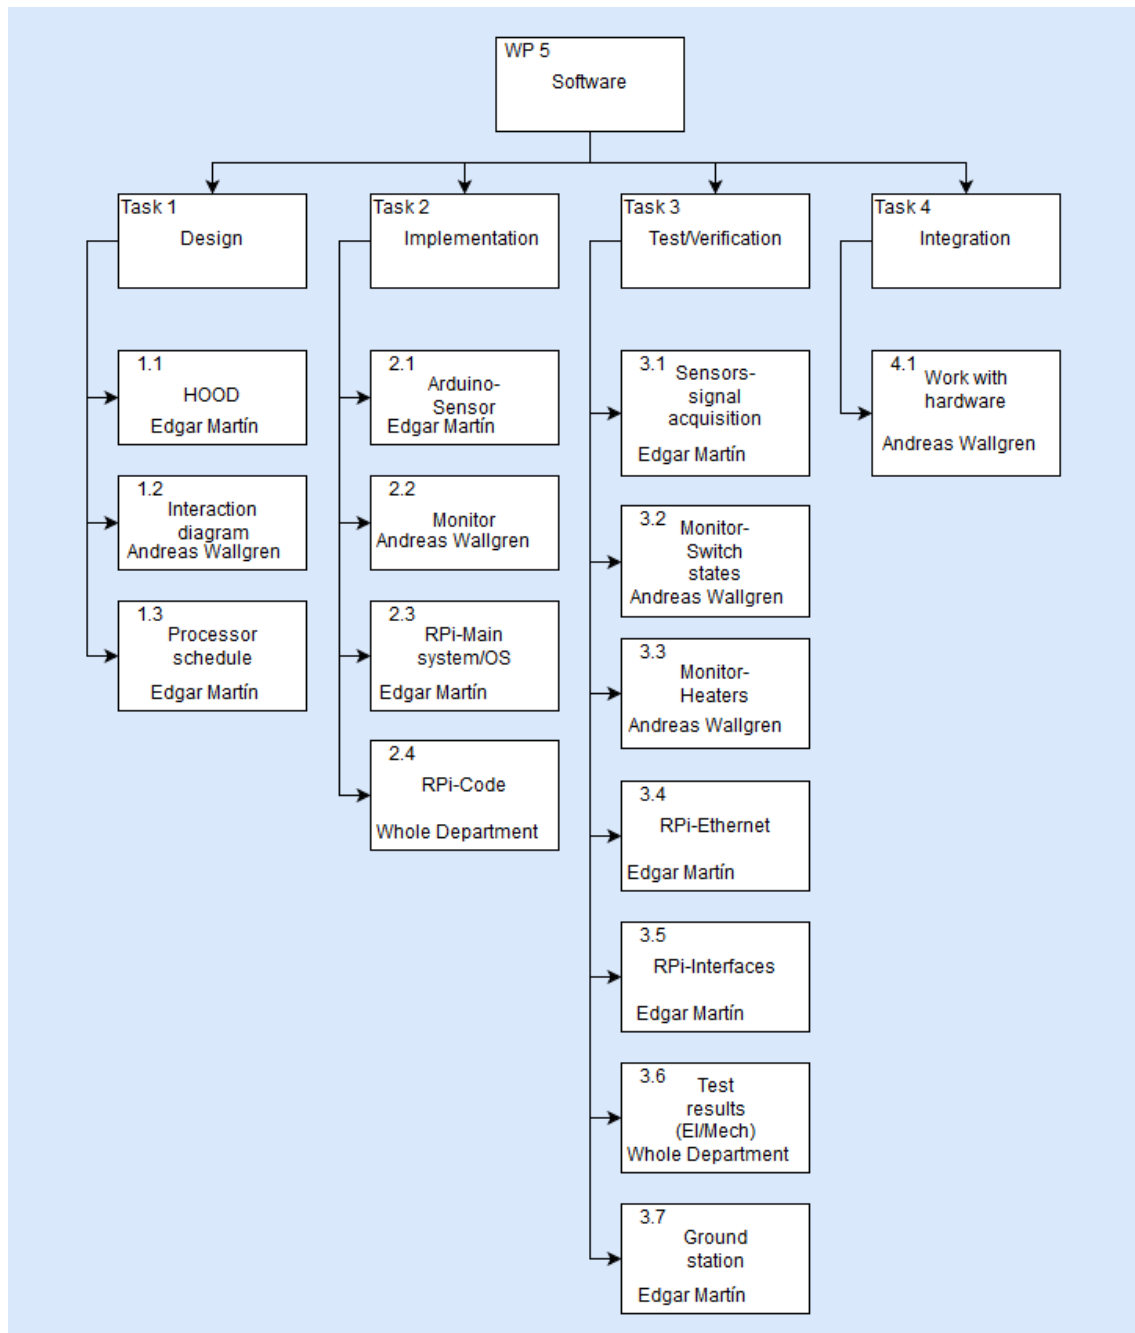 WP 5
Software
Task 1
Design
Task 2
Implementation
Task 3
Test/Verification
Task 4
Integration
1.1
HOOD
Edgar Martín
1.2
Interaction
diagram
Andreas Wallgren
1.3
Processor
schedule
Edgar Martín
2.1
Arduino-
Sensor
Edgar Martín
2.2
Monitor
Andreas Wallgren
2.3
RPi-Main
system/OS
Edgar Martín
2.4
RPi-Code
Whole Department
3.1
Sensors-
signal
acquisition
Edgar Martín
3.2
Monitor-
Switch
states
Andreas Wallgren
3.3
Monitor-
Heaters
Andreas Wallgren
3.4
RPi-Ethernet
Edgar Martín
3.5
RPi-Interfaces
Edgar Martín
3.6
Test
results
(El/Mech)
Whole Department
3.7
Ground
station
Edgar Martín
4.1
Work with
hardware
Andreas Wallgren